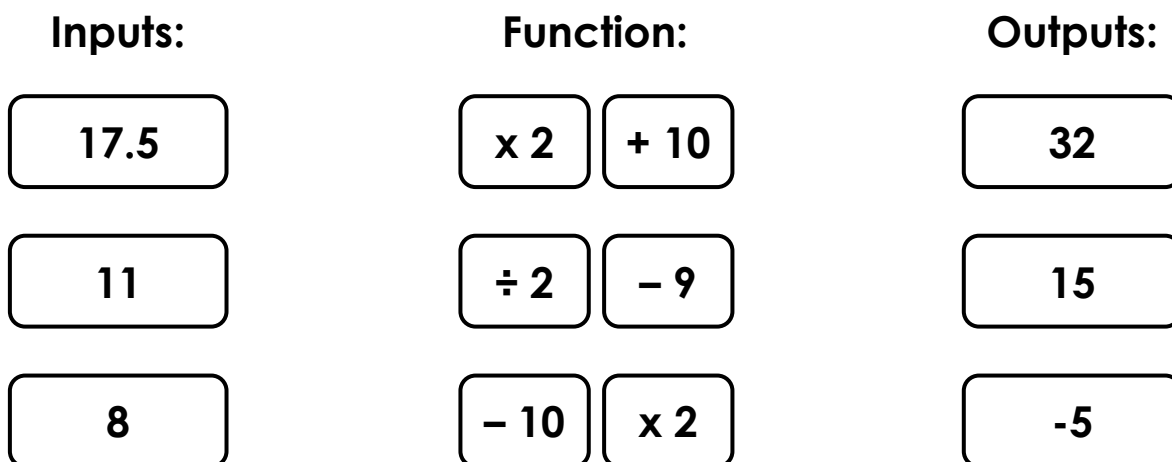 Inputs: Function: Outputs:
17.5 x 2 + 10 32
11 ÷ 2 – 9 15
8 – 10 x 2 -5